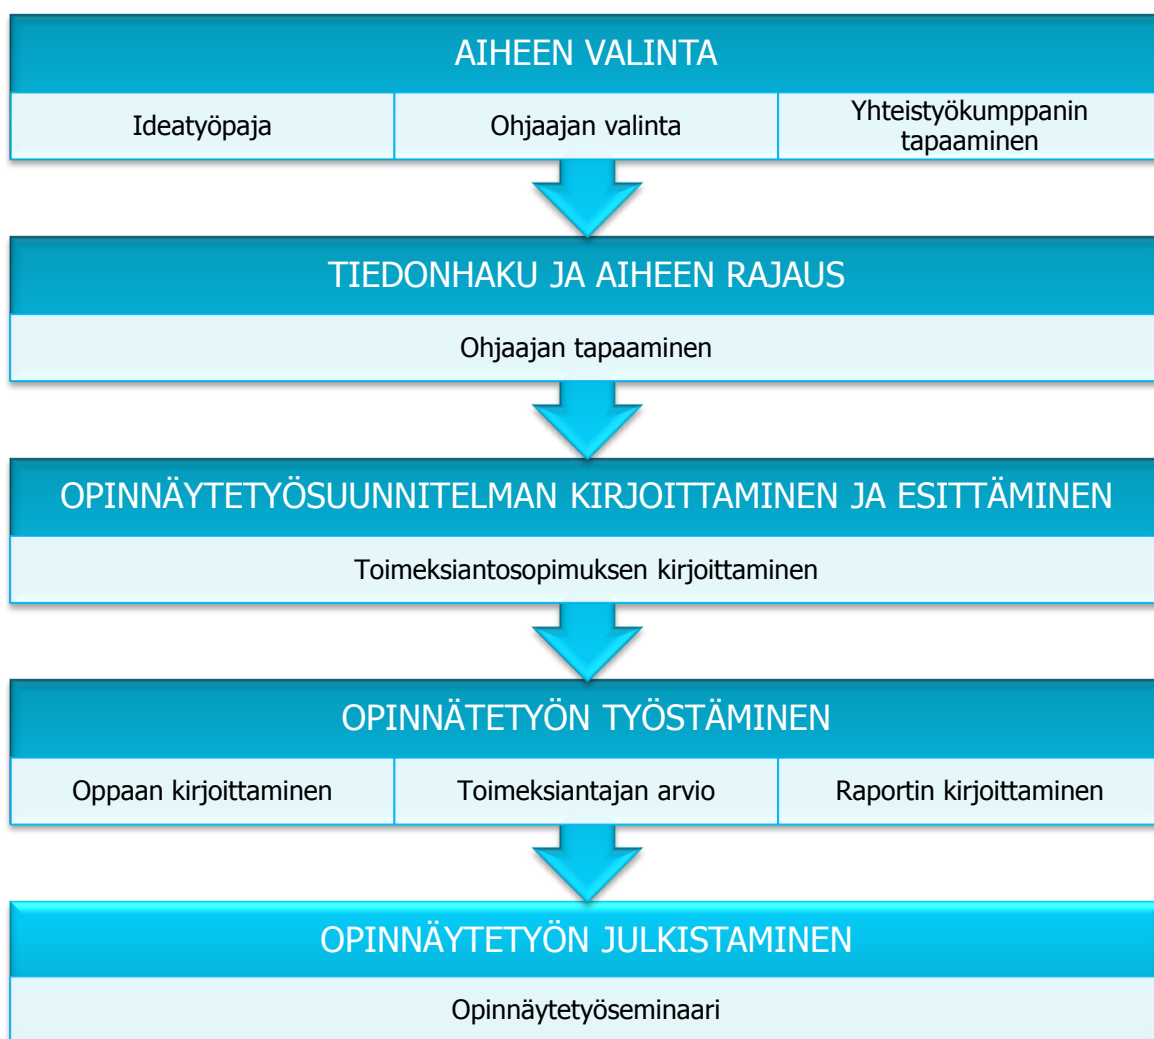 AIHEEN VALINTA
Ideatyöpaja
Ohjaajan valinta
Yhteistyökumppanin
tapaaminen
TIEDONHAKU JA AIHEEN RAJAUS
Ohjaajan tapaaminen
OPINNÄYTETYÖSUUNNITELMAN KIRJOITTAMINEN JA ESITTÄMINEN
Toimeksiantosopimuksen kirjoittaminen
OPINNÄTETYÖN TYÖSTÄMINEN
Oppaan kirjoittaminen
Toimeksiantajan arvio
Raportin kirjoittaminen
OPINNÄYTETYÖN JULKISTAMINEN
Opinnäytetyöseminaari